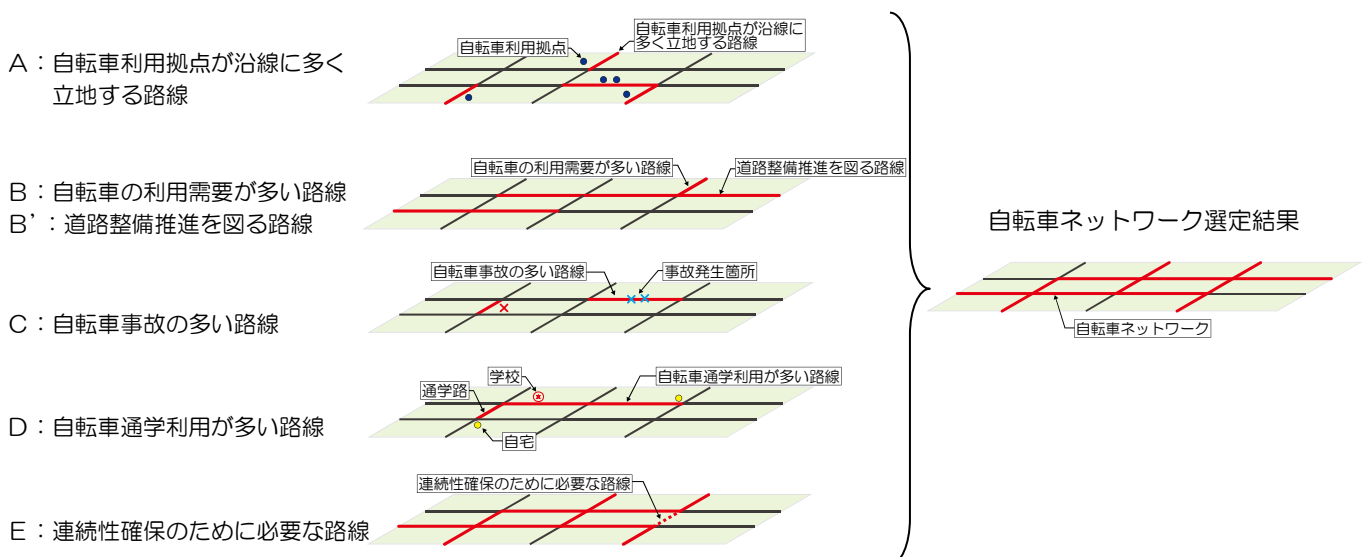 A：自転車利用拠点が沿線に多く
立地する路線
自転車利用拠点
自転車利用拠点が沿線に
多く立地する路線
B：自転車の利用需要が多い路線
B’：道路整備推進を図る路線
自転車の利用需要が多い路線
道路整備推進を図る路線
C：自転車事故の多い路線
自転車事故の多い路線
事故発生箇所
D：自転車通学利用が多い路線
学校
通学路
自転車通学利用が多い路線
自宅
E：連続性確保のために必要な路線
連続性確保のために必要な路線
自転車ネットワーク選定結果
自転車ネットワーク